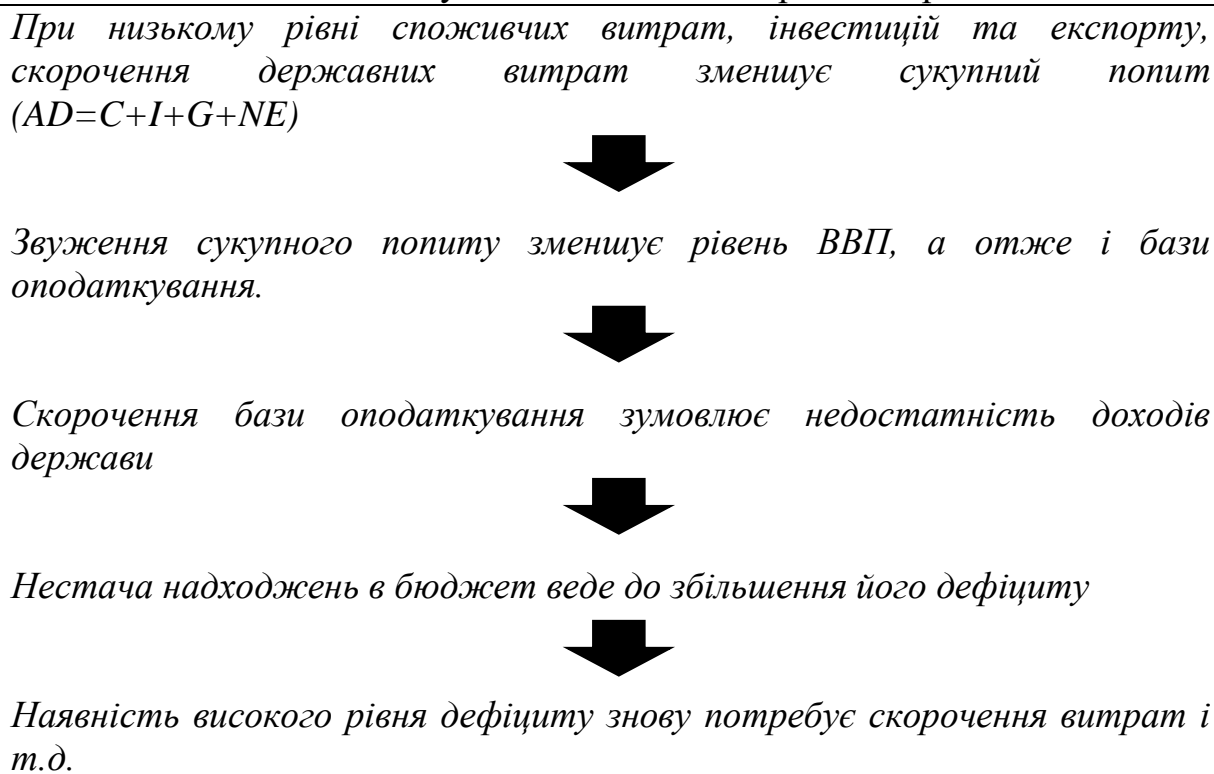 При низькому рівні споживчих витрат, інвестицій та експорту,
скорочення державних витрат зменшує сукупний попит
(AD=C+I+G+NE)
Звуження сукупного попиту зменшує рівень ВВП, а отже і бази
оподаткування.
Скорочення бази оподаткування зумовлює недостатність доходів
держави
Нестача надходжень в бюджет веде до збільшення його дефіциту
Наявність високого рівня дефіциту знову потребує скорочення витрат і
т.д.